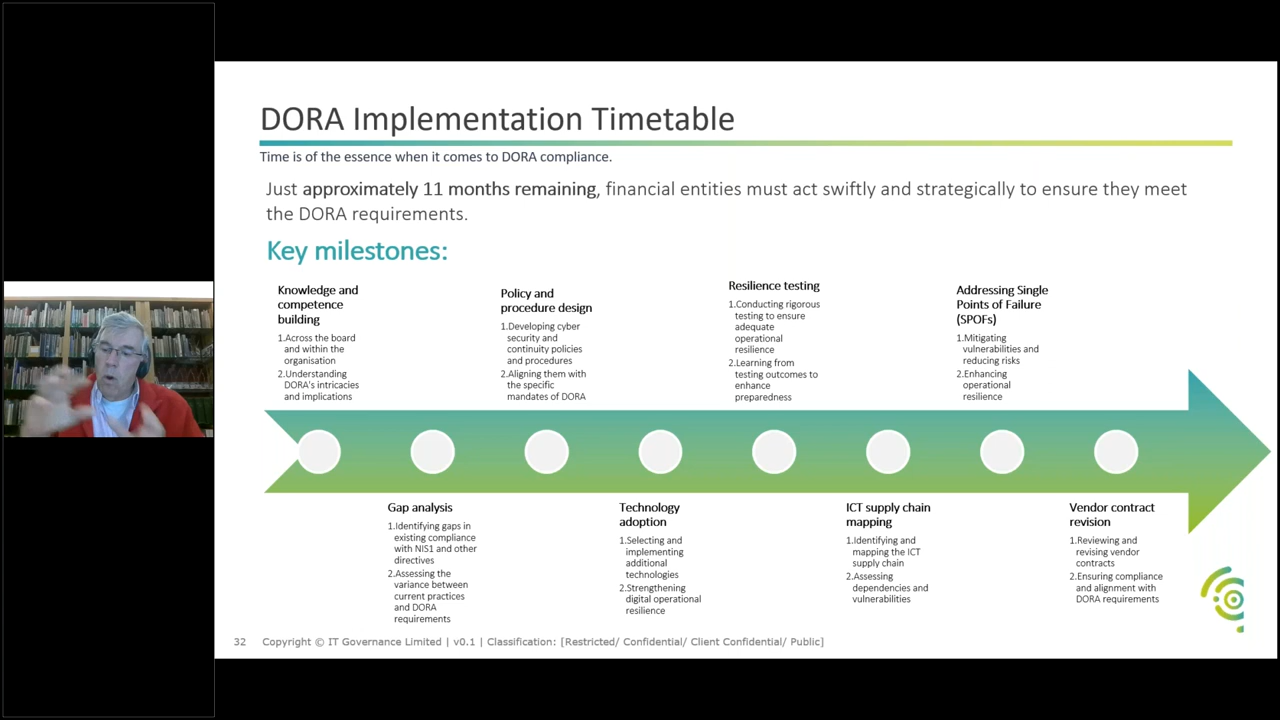 DORA Implementation Timetable
Time is of the essence when it comes to DORA compliance.
Just approximately 11 months remaining, financial entities must act swiftly and strategically to ensure they meet
the DORA requirements.
Key milestones:
Knowledge and
competence
building
1.Across the board
and within the
organisation
2.Understanding
DORA's intricacies
and implications
Gap analysis
1.Identifying gaps in
existing compliance
with NIS1 and other
directives
2.Assessing the
variance between
current practices
and DORA
requirements
Policy and
procedure design
1.Developing cyber
security and
continuity policies
and procedures
2.Aligning them with
the specific
mandates of DORA
Technology
adoption
1.Selecting and
implementing
additional
technologies
2.Strengthening
digital operational
resilience
Resilience testing
1.Conducting rigorous
testing to ensure
adequate
operational
resilience
2.Learning from
testing outcomes to
enhance
preparedness
ICT supply chain
mapping
1.Identifying and
mapping the ICT
supply chain
2.Assessing
dependencies and
vulnerabilities
Addressing Single
Points of Failure
(SPOFs)
1.Mitigating
vulnerabilities and
reducing risks
2.Enhancing
operational
resilience
Vendor contract
revision
1.Reviewing and
revising vendor
contracts
2.Ensuring compliance
and alignment with
DORA requirements
32 Copyright © IT Governance Limited | v0.1 | Classification: [Restricted/ Confidential/ Client Confidential/ Public]